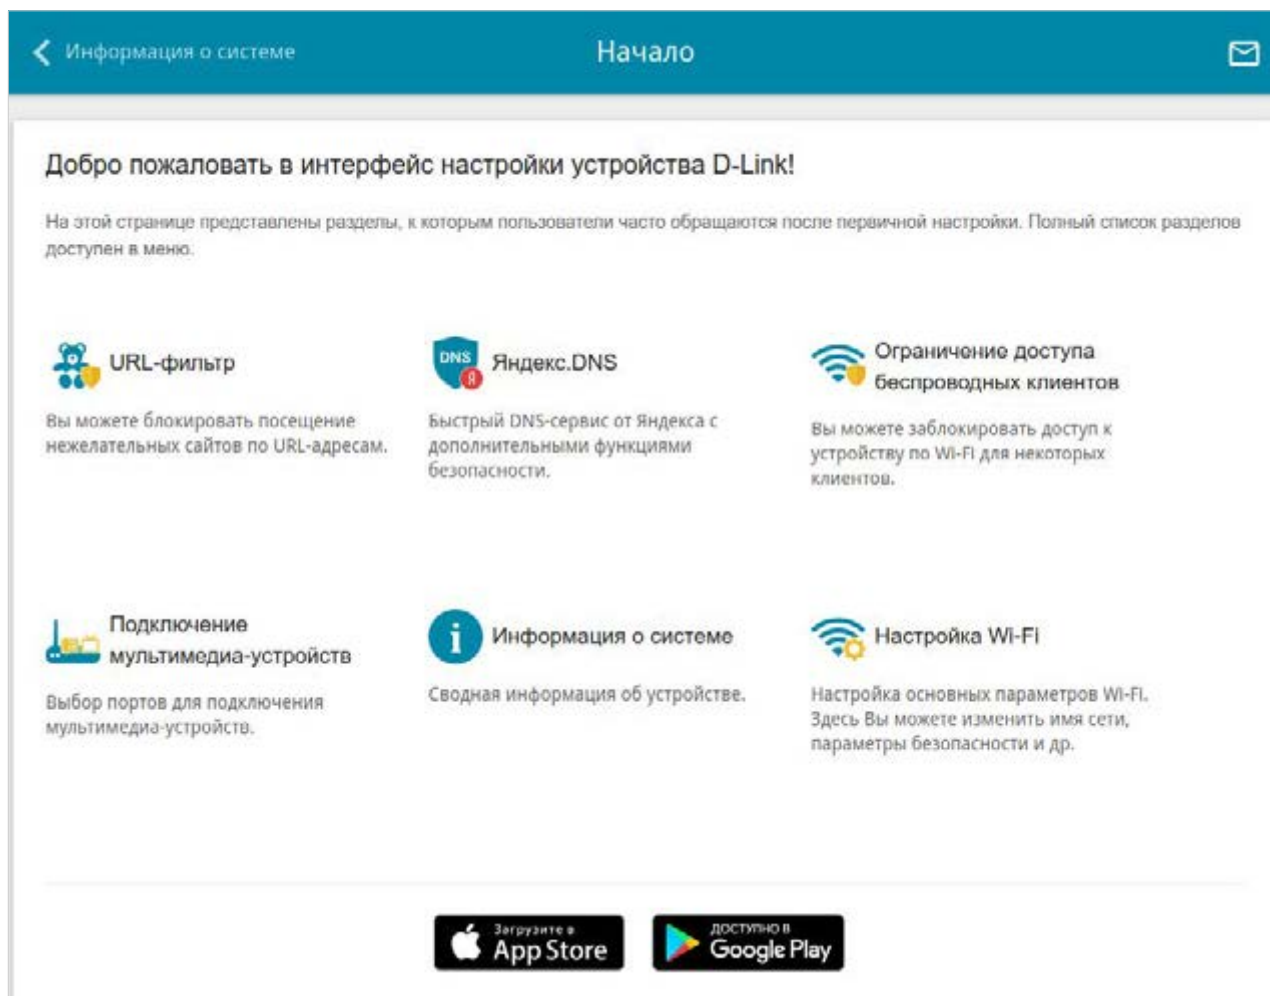 Информация о системе
Начало
Добро пожаловать в интерфейс настройки устройства D-Link!
На этой странице представлены разделы, к которым пользователи часто обращаются после первичной настройки. Полный список разделов
доступен в меню.
URL-фильтр
Вы можете блокировать посещение
нежелательных сайтов по URL-адресам.
DNS
Я
Яндекс.DNS
Быстрый DNS-сервис от Яндекса с
дополнительными функциями
безопасности.
Ограничение доступа
беспроводных клиентов
Вы можете заблокировать доступ к
устройству по Wi-Fi для некоторых
клиентов.
Подключение
мультимедиа-устройств
Выбор портов для подключения
мультимедиа-устройств.
i
Информация о системе
Сводная информация об устройстве.
Настройка Wi-Fi
Настройка основных параметров Wi-Fi.
Здесь Вы можете изменить имя сети,
параметры безопасности и др.
Загрузите в
App Store
ДОСТУПНО В
Google Play